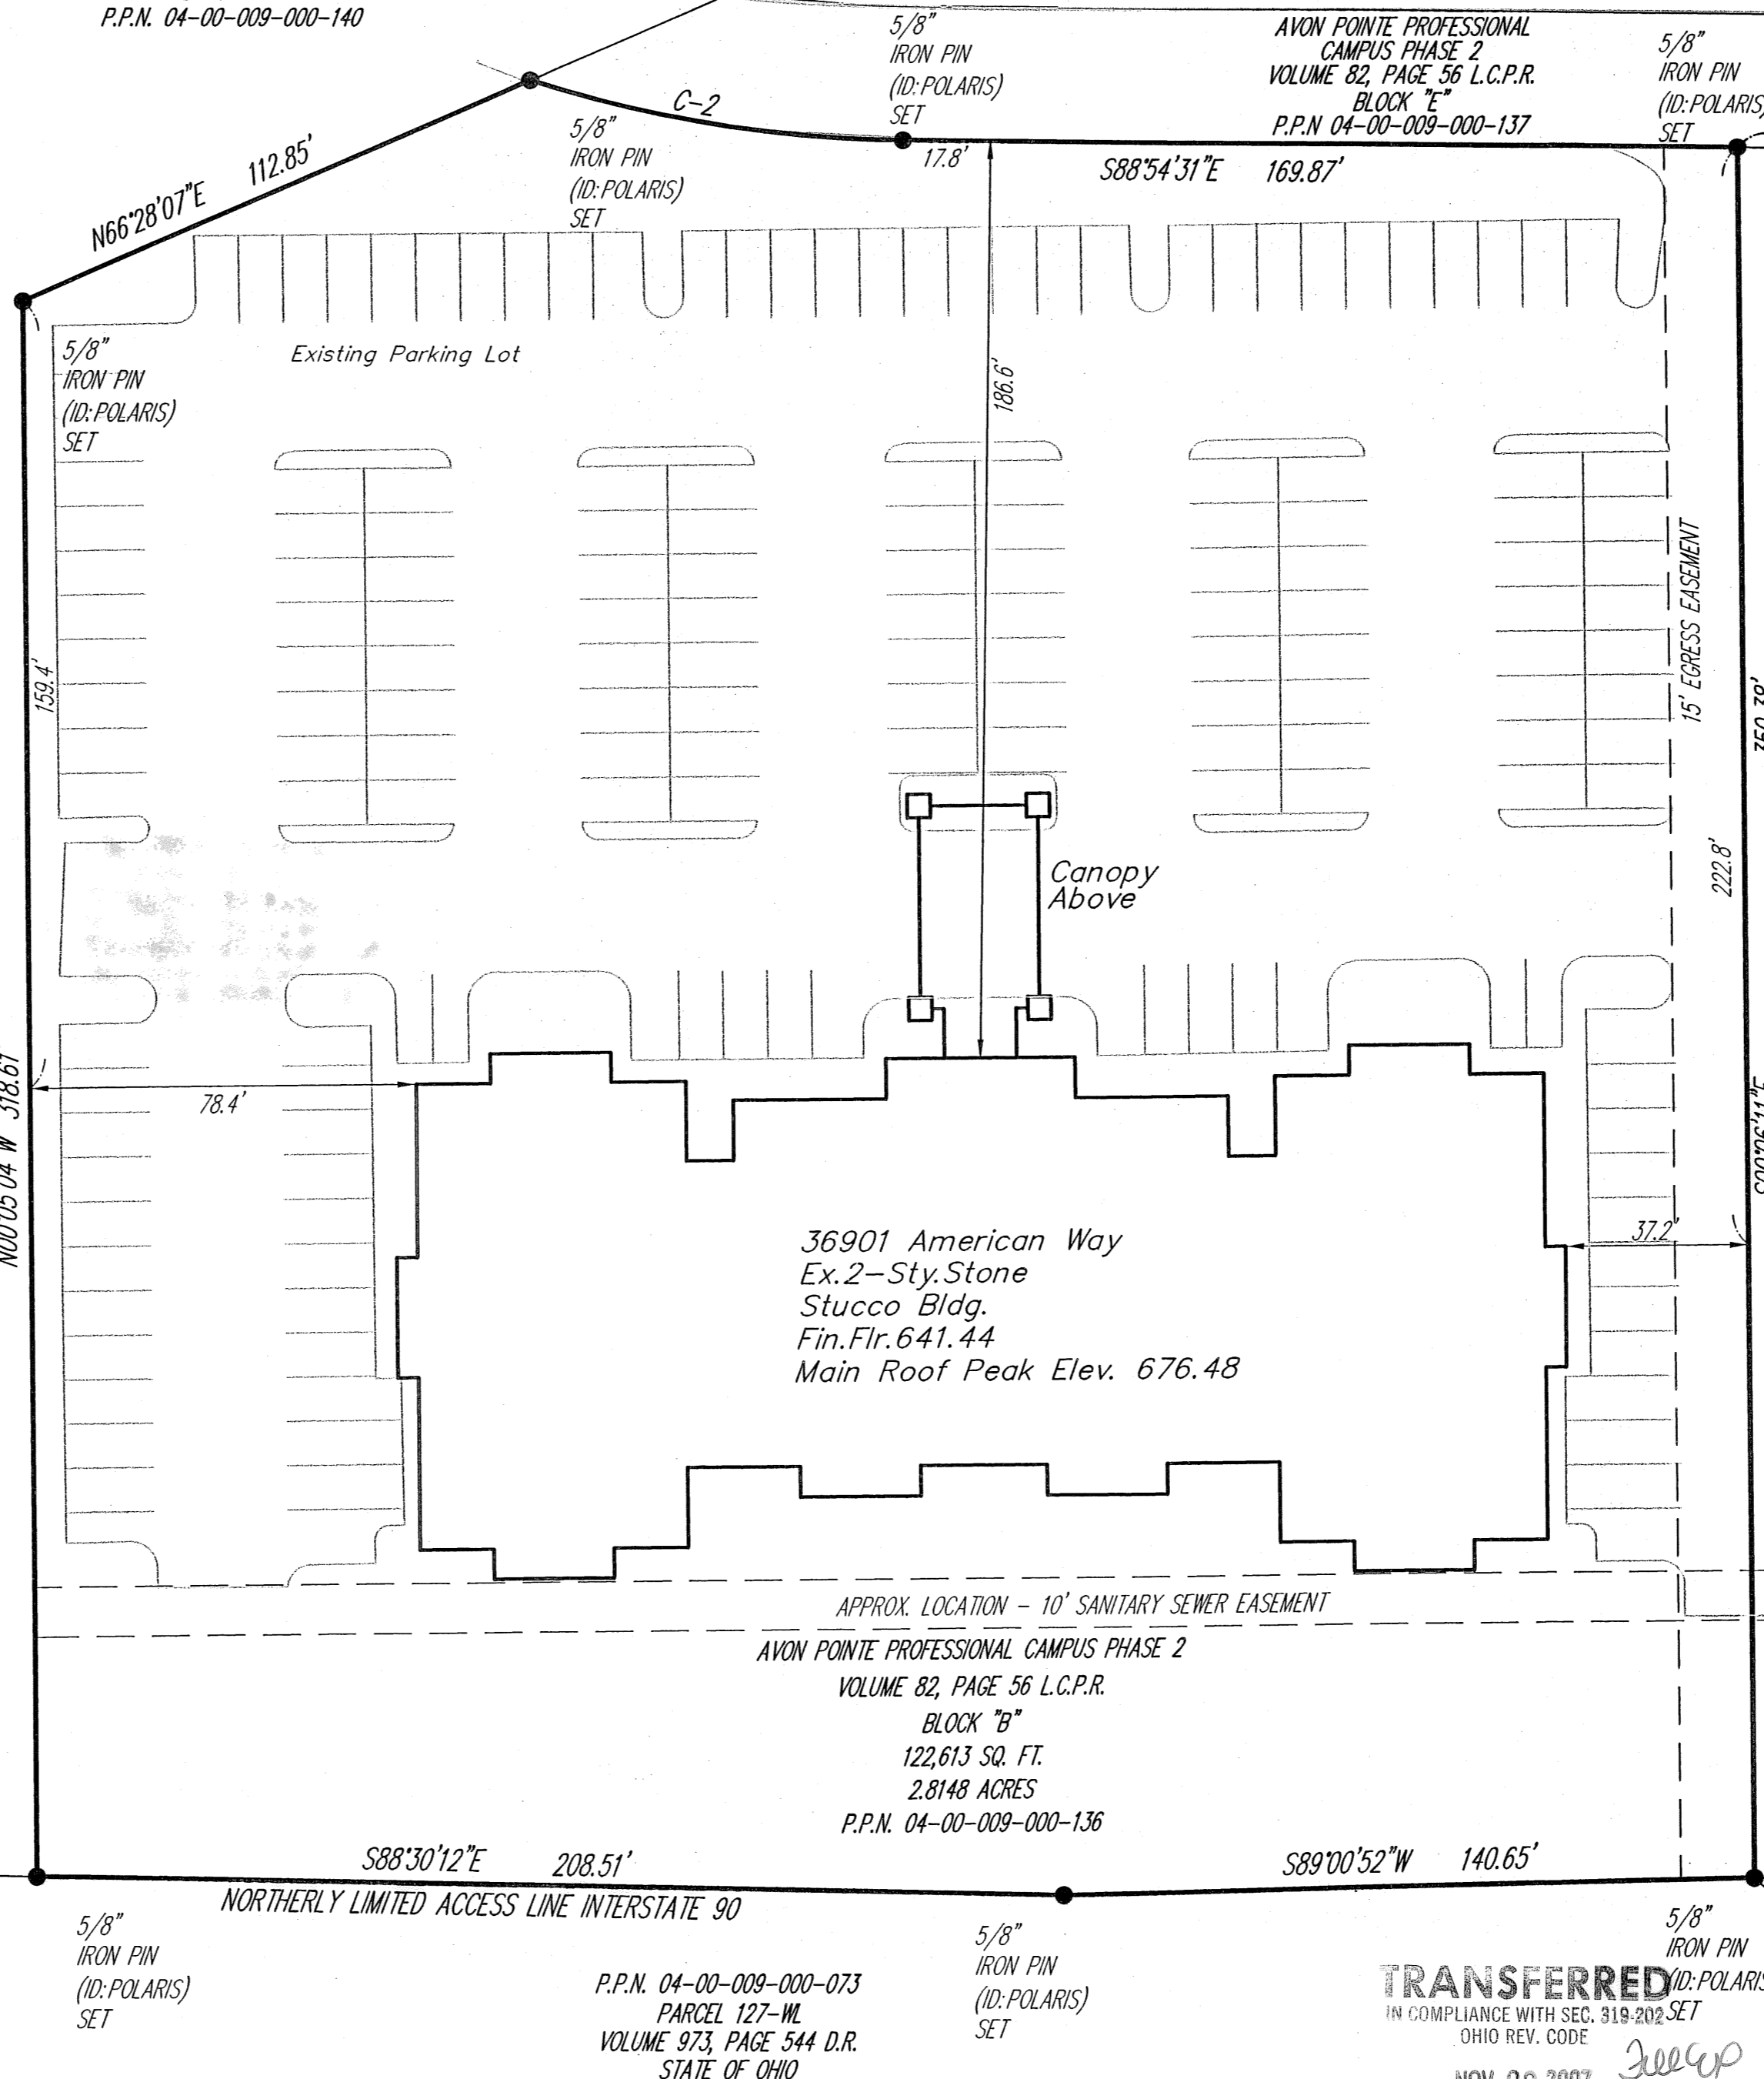 P.P.N. 04-00-009-000-140
5/8"
IRON PIN
(ID:POLARIS)
SET
AVON POINTE PROFESSIONAL
CAMPUS PHASE 2
VOLUME 82, PAGE 56 L.C.P.R.
BLOCK "E"
P.P.N 04-00-009-000-137
5/8"
IRON PIN
(ID:POLARIS)
SET
C-2
5/8"
IRON PIN
(ID:POLARIS)
SET
N66°28'07"E 112.85'
17.8'
S88°54'31"E 169.87'
5/8"
IRON PIN
(ID:POLARIS)
SET
Existing Parking Lot
186.6'
159.4'
15' EGRESS EASEMENT
222.8'
Canopy
Above
N00°05'04"W 318.67'
78.4'
37.2'
36901 American Way
Ex.2-Sty.Stone
Stucco Bldg.
Fin.Flr.641.44
Main Roof Peak Elev. 676.48
APPROX. LOCATION - 10' SANITARY SEWER EASEMENT
AVON POINTE PROFESSIONAL CAMPUS PHASE 2
VOLUME 82, PAGE 56 L.C.P.R.
BLOCK "B"
122,613 SQ. FT.
2.8148 ACRES
P.P.N. 04-00-009-000-136
S88°30'12"E 208.51'
S89°00'52"W 140.65'
NORTHERLY LIMITED ACCESS LINE INTERSTATE 90
5/8"
IRON PIN
(ID:POLARIS)
SET
5/8"
IRON PIN
(ID:POLARIS)
SET
5/8"
IRON PIN
(ID:POLARIS
SET
P.P.N. 04-00-009-000-073
PARCEL 127-WL
VOLUME 973, PAGE 544 D.R.
STATE OF OHIO
TRANSFERRED
IN COMPLIANCE WITH SEC. 319-202
OHIO REV. CODE